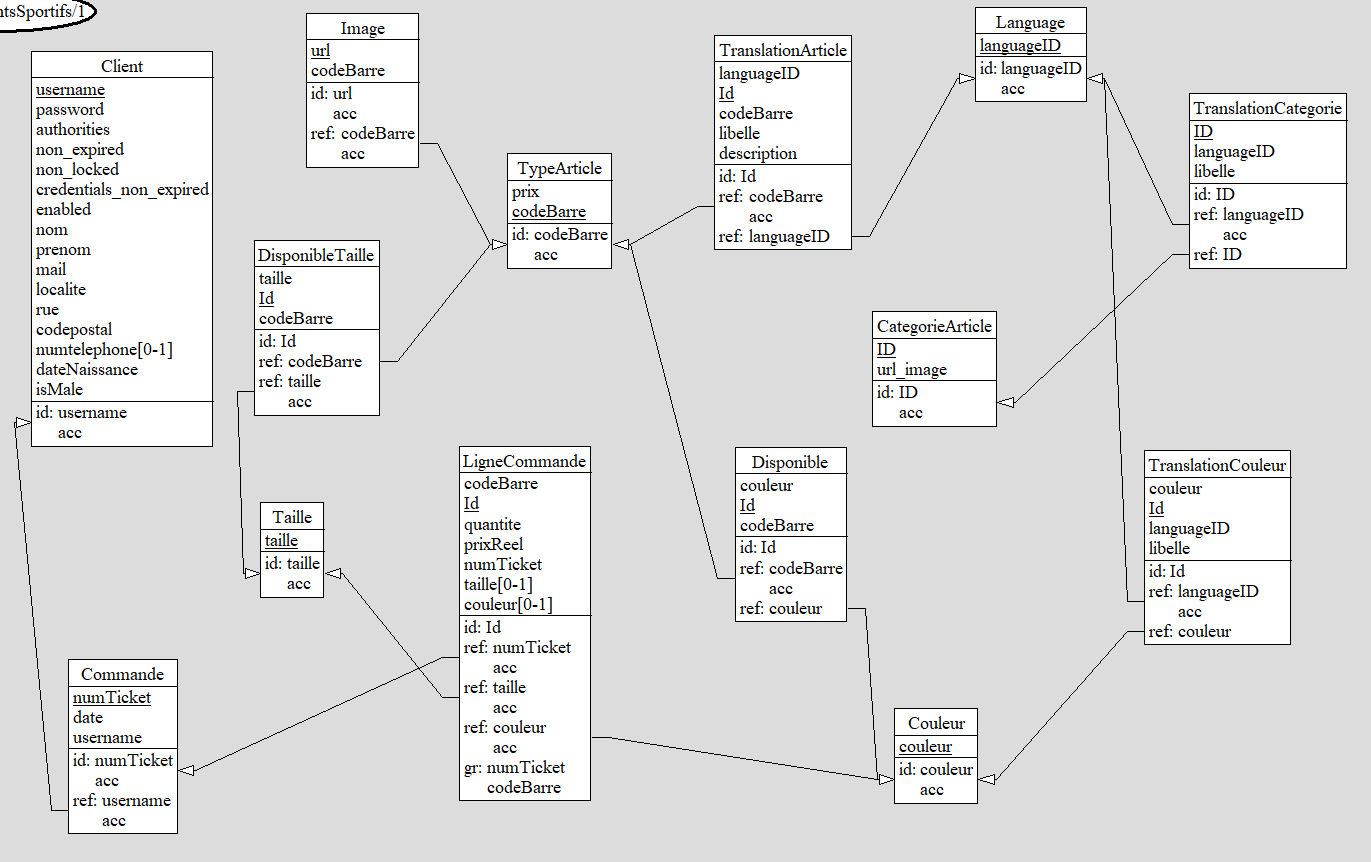 ntsSportifs/1
Client
username
password
authorities
non_expired
non_locked
credentials_non_expired
enabled
nom
prenom
mail
localite
rue
codepostal
numtelephone[0-1]
dateNaissance
isMale
id: username
acc
Image
url
codeBarre
id: url
acc
ref: codeBarre
acc
TypeArticle
prix
codeBarre
id: codeBarre
acc
TranslationArticle
languageID
Id
codeBarre
libelle
description
id: Id
ref: codeBarre
acc
ref: languageID
Language
languageID
id: languageID
acc
TranslationCategorie
ID
languageID
libelle
id: ID
ref: languageID
acc
ref: ID
DisponibleTaille
taille
Id
codeBarre
id: Id
ref: codeBarre
ref: taille
acc
CategorieArticle
ID
url_image
id: ID
acc
Taille
taille
id: taille
acc
LigneCommande
codeBarre
Id
quantite
prixReel
numTicket
taille[0-1]
couleur[0-1]
id: Id
ref: numTicket
acc
ref: taille
acc
ref: couleur
acc
gr: numTicket
codeBarre
Disponible
couleur
Id
codeBarre
id: Id
ref: codeBarre
acc
ref: couleur
TranslationCouleur
couleur
Id
languageID
libelle
id: Id
ref: languageID
acc
ref: couleur
Commande
numTicket
date
username
id: numTicket
acc
ref: username
acc
Couleur
couleur
id: couleur
acc